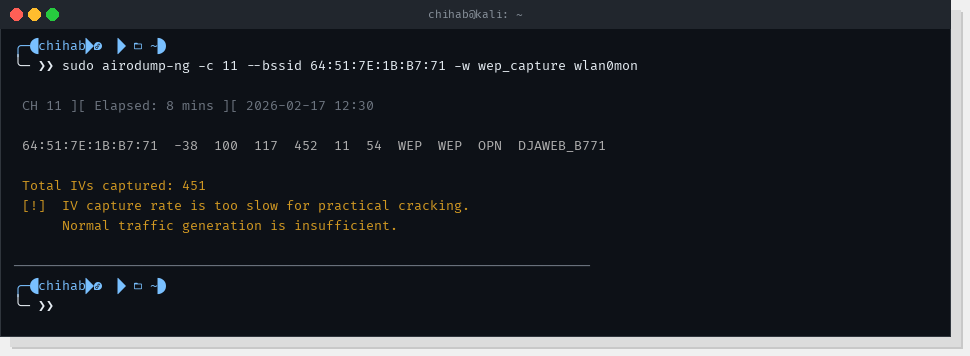 chihab@kali: ~
chihab ~
❯❯ sudo airodump-ng -c 11 --bssid 64:51:7E:1B:B7:71 -w wep_capture wlan0mon
CH 11 ][ Elapsed: 8 mins ][ 2026-02-17 12:30
64:51:7E:1B:B7:71  -38  100  117  452  11  54  WEP  WEP  OPN  DJAWEB_B771
Total IVs captured: 451
[!]  IV capture rate is too slow for practical cracking.
Normal traffic generation is insufficient.
chihab ~
❯❯